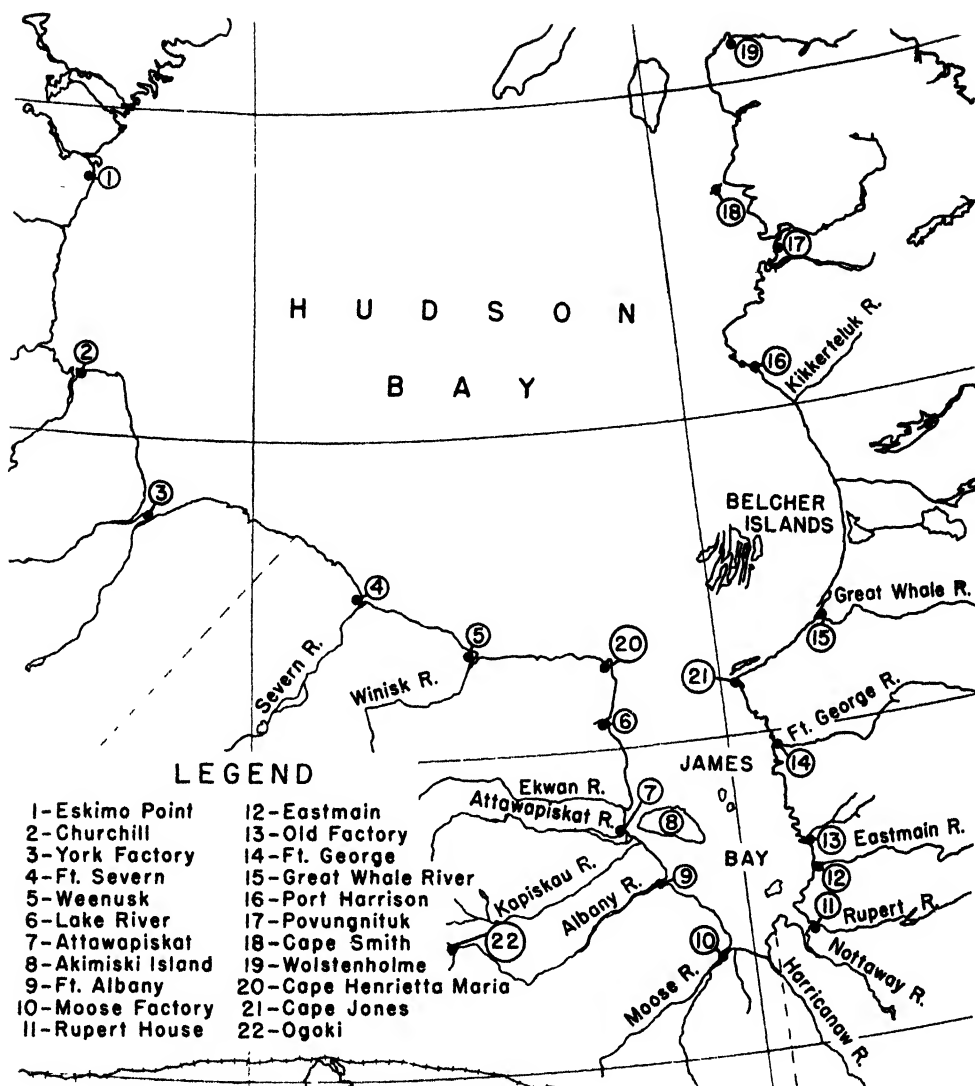 19
1
18
17
HUDSON
BAY
2
16
Kikkerteluk R.
3
BELCHER
ISLANDS
4
Great Whale R.
15
5
20
21
Severn R.
Winisk R.
6
Ft. George R.
14
JAMES
BAY
Ekwan R.
7
Attawapiskat R.
8
13
Eastmain R.
12
Kapiskau R.
Albany R.
9
11
Rupert R.
22
10
Nottaway R.
Moose R.
Harricanaw R.
LEGEND
1-Eskimo Point
2-Churchill
3-York Factory
4-Ft. Severn
5-Weenusk
6-Lake River
7-Attawapiskat
8-Akimiski Island
9-Ft. Albany
10-Moose Factory
11-Rupert House
12-Eastmain
13-Old Factory
14-Ft. George
15-Great Whale River
16-Port Harrison
17-Povungnituk
18-Cape Smith
19-Wolstenholme
20-Cape Henrietta Maria
21-Cape Jones
22-Ogoki